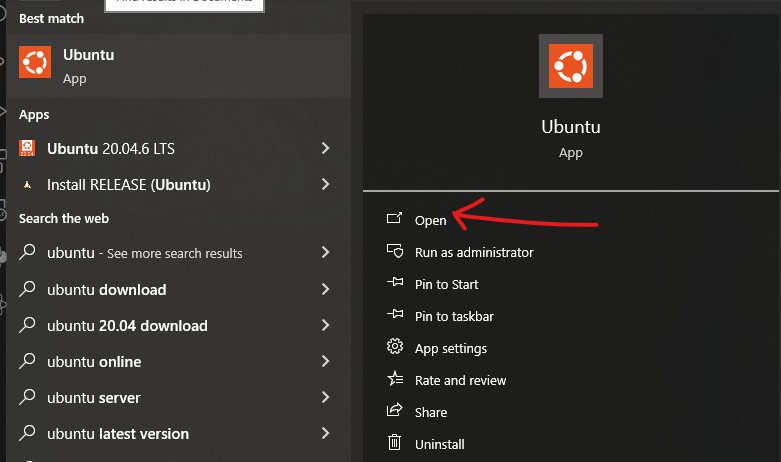 Best match
Ubuntu
App
Apps
Ubuntu 20.04.6 LTS
Install RELEASE (Ubuntu)
Search the web
ubuntu - See more search results
ubuntu download
ubuntu 20.04 download
ubuntu online
ubuntu server
ubuntu latest version
Ubuntu
App
Open
Run as administrator
Pin to Start
Pin to taskbar
App settings
Rate and review
Share
Uninstall